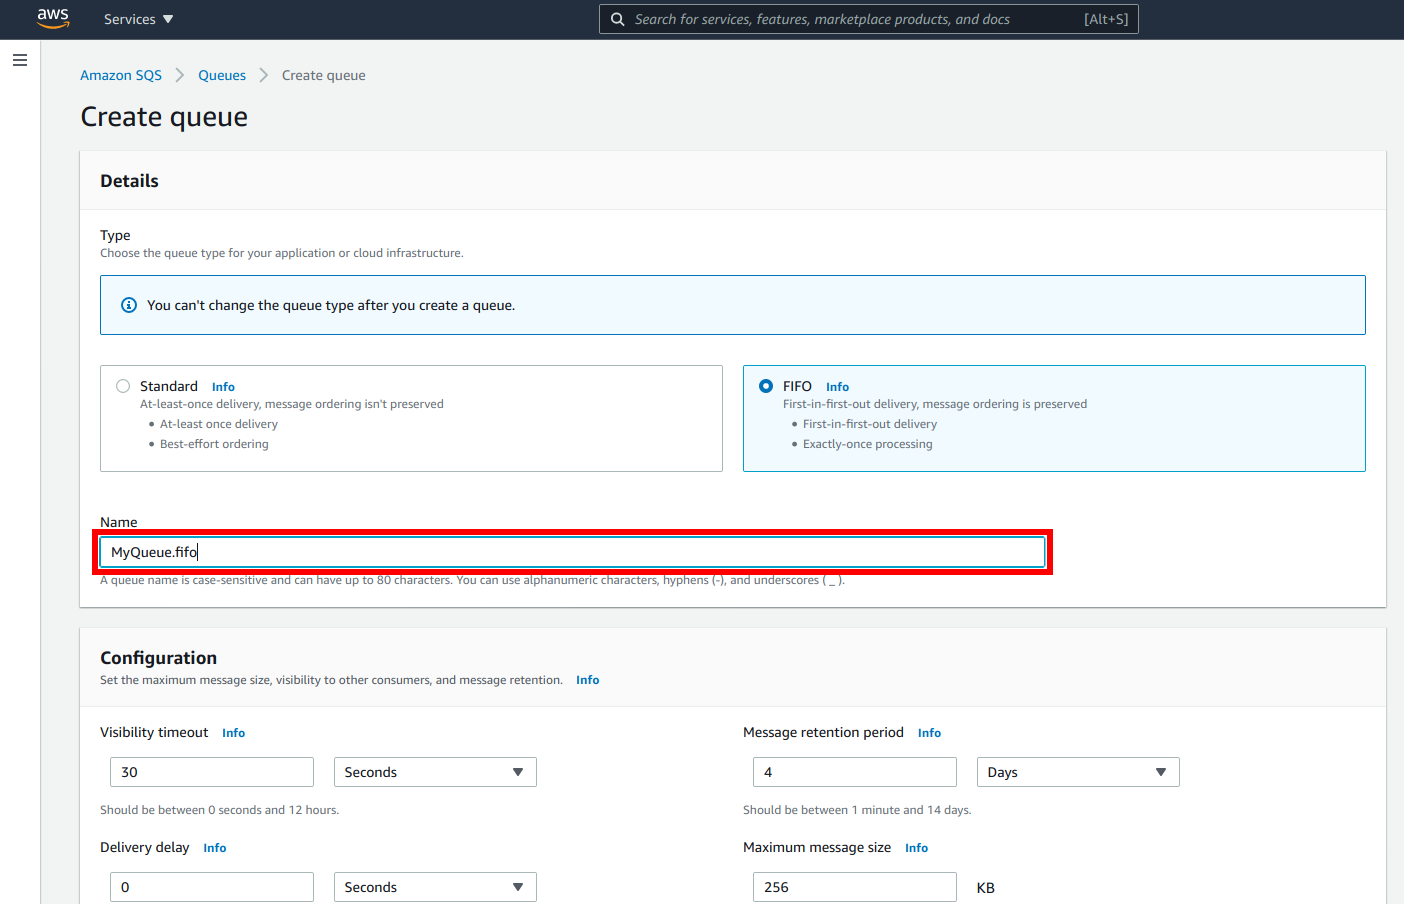 aws
Services
Search for services, features, marketplace products, and docs [Alt+S]
Amazon SQS Queues Create queue
Create queue
Details
Type
Choose the queue type for your application or cloud infrastructure.
You can't change the queue type after you create a queue.
Standard Info
At-least-once delivery, message ordering isn't preserved
• At-least once delivery
• Best-effort ordering
FIFO Info
First-in-first-out delivery, message ordering is preserved
• First-in-first-out delivery
• Exactly-once processing
Name
MyQueue.fifo
A queue name is case-sensitive and can have up to 80 characters. You can use alphanumeric characters, hyphens (-), and underscores ( _ ).
Configuration
Set the maximum message size, visibility to other consumers, and message retention. Info
Visibility timeout Info
30 Seconds
Should be between 0 seconds and 12 hours.
Message retention period Info
4 Days
Should be between 1 minute and 14 days.
Delivery delay Info
0 Seconds
Maximum message size Info
256 KB